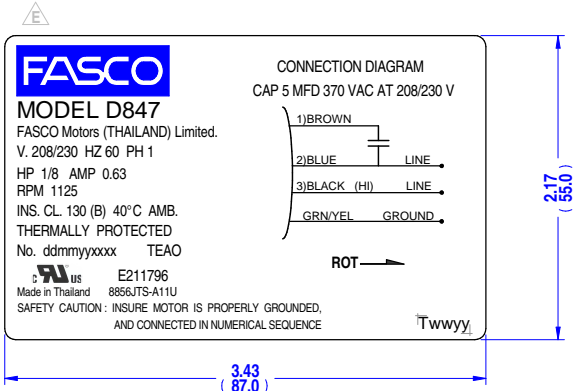 E
FASCO
MODEL D847
FASCO Motors (THAILAND) Limited.
V. 208/230 HZ 60 PH 1
HP 1/8 AMP 0.63
RPM 1125
INS. CL. 130 (B) 40°C AMB.
THERMALLY PROTECTED
No. ddmmyyxxxx TEAO
c RU US E211796
Made in Thailand 8856JTS-A11U
SAFETY CAUTION : INSURE MOTOR IS PROPERLY GROUNDED,
AND CONNECTED IN NUMERICAL SEQUENCE
CONNECTION DIAGRAM
CAP 5 MFD 370 VAC AT 208/230 V
1)BROWN
2)BLUE LINE
3)BLACK (HI) LINE
GRN/YEL GROUND
ROT
Twwyy
2.17
( 55.0 )
3.43
( 87.0 )